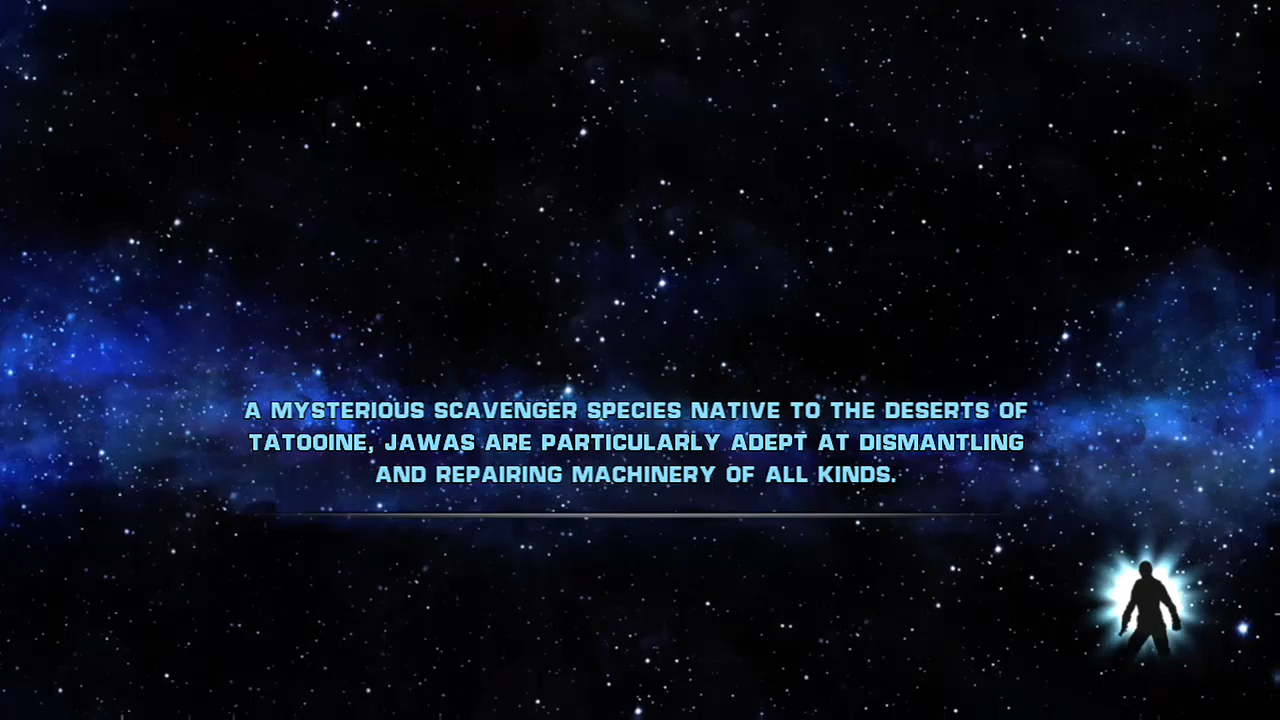 A MYSTERIOUS SCAVENGER SPECIES NATIVE TO THE DESERTS OF
TATOOINE, JAWAS ARE PARTICULARLY ADEPT AT DISMANTLING
AND REPAIRING MACHINERY OF ALL KINDS.